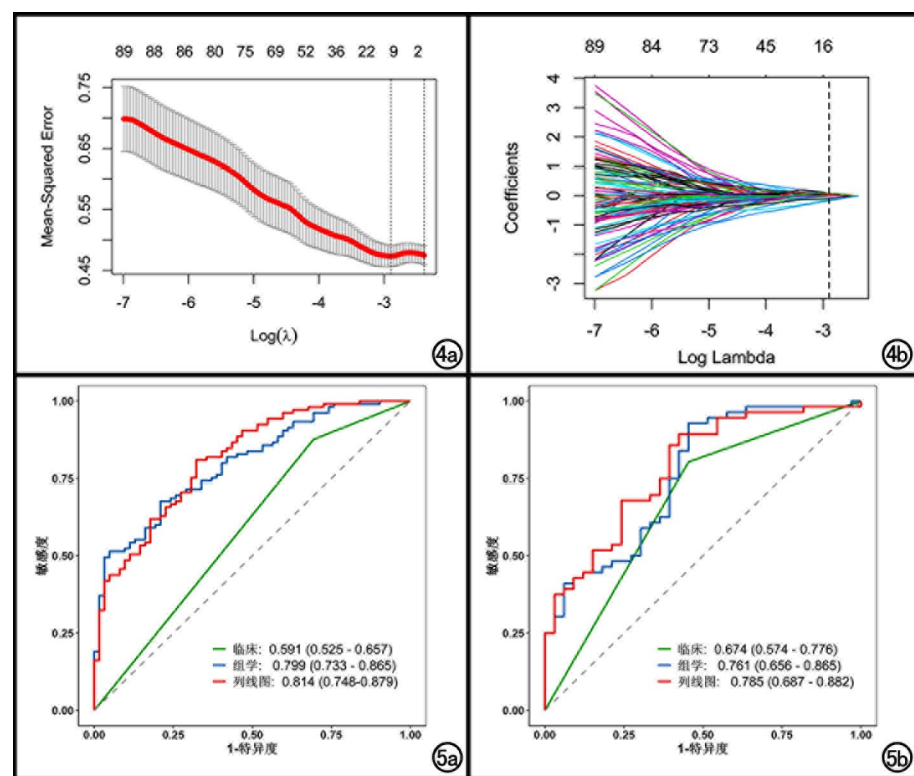 89 88 86 80 75 69 52 36 22 9 2
Mean-Squared Error
0.75
0.65
0.55
0.45
-7 -6 -5 -4 -3
Log(λ)
4a
89 84 73 45 16
Coefficients
4
3
2
1
0
-1
-3
-7 -6 -5 -4 -3
Log Lambda
4b
敏感度
1.00
0.75
0.50
0.25
0.00
临床: 0.591 (0.525 - 0.657)
组学: 0.799 (0.733 - 0.865)
列线图: 0.814 (0.748-0.879)
0.00 0.25 0.50 0.75 1.00
1-特异度
5a
敏感度
1.00
0.75
0.50
0.25
0.00
临床: 0.674 (0.574 - 0.776)
组学: 0.761 (0.656 - 0.865)
列线图: 0.785 (0.687 - 0.882)
0.00 0.25 0.50 0.75 1.00
1-特异度
5b